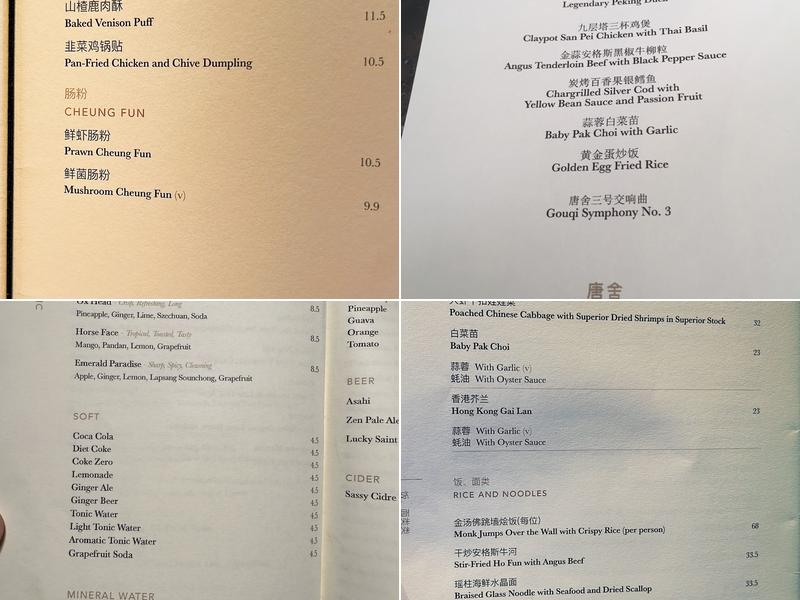 山楂鹿肉酥
Baked Venison Puff 11.5
韭菜鸡锅贴
Pan-Fried Chicken and Chive Dumpling 10.5
肠粉
CHEUNG FUN
鲜虾肠粉
Prawn Cheung Fun 10.5
鲜菌肠粉
Mushroom Cheung Fun (v) 9.9
Legendary Peking Duck
九层塔三杯鸡煲
Claypot San Pei Chicken with Thai Basil
金蒜安格斯黑椒牛柳粒
Angus Tenderloin Beef with Black Pepper Sauce
炭烤百香果银鳕鱼
Chargrilled Silver Cod with
Yellow Bean Sauce and Passion Fruit
蒜蓉白菜苗
Baby Pak Choi with Garlic
黄金蛋炒饭
Golden Egg Fried Rice
唐舍三号交响曲
Gouqi Symphony No. 3
唐舍
Ox Head · Crisp, Refreshing, Long 8.5
Pineapple, Ginger, Lime, Szechuan, Soda
Horse Face · Tropical, Toasted, Tasty 8.5
Mango, Pandan, Lemon, Grapefruit
Emerald Paradise · Sharp, Spicy, Cleansing 8.5
Apple, Ginger, Lemon, Lapsang Sounchong, Grapefruit
SOFT
Coca Cola 4.5
Diet Coke 4.5
Coke Zero 4.5
Lemonade 4.5
Ginger Ale 4.5
Ginger Beer 4.5
Tonic Water 4.5
Light Tonic Water 4.5
Aromatic Tonic Water 4.5
Grapefruit Soda 4.5
MINERAL WATER
Pineapple
Guava
Orange
Tomato
BEER
Asahi
Zen Pale Ale
Lucky Saint
CIDER
Sassy Cidre
Poached Chinese Cabbage with Superior Dried Shrimps in Superior Stock 32
白菜苗
Baby Pak Choi 23
蒜蓉 With Garlic (v)
蚝油 With Oyster Sauce
香港芥兰
Hong Kong Gai Lan 23
蒜蓉 With Garlic (v)
蚝油 With Oyster Sauce
饭、面类
RICE AND NOODLES
金汤佛跳墙烩饭(每位)
Monk Jumps Over the Wall with Crispy Rice (per person) 68
干炒安格斯牛河
Stir-Fried Ho Fun with Angus Beef 33.5
瑶柱海鲜水晶面
Braised Glass Noodle with Seafood and Dried Scallop 33.5